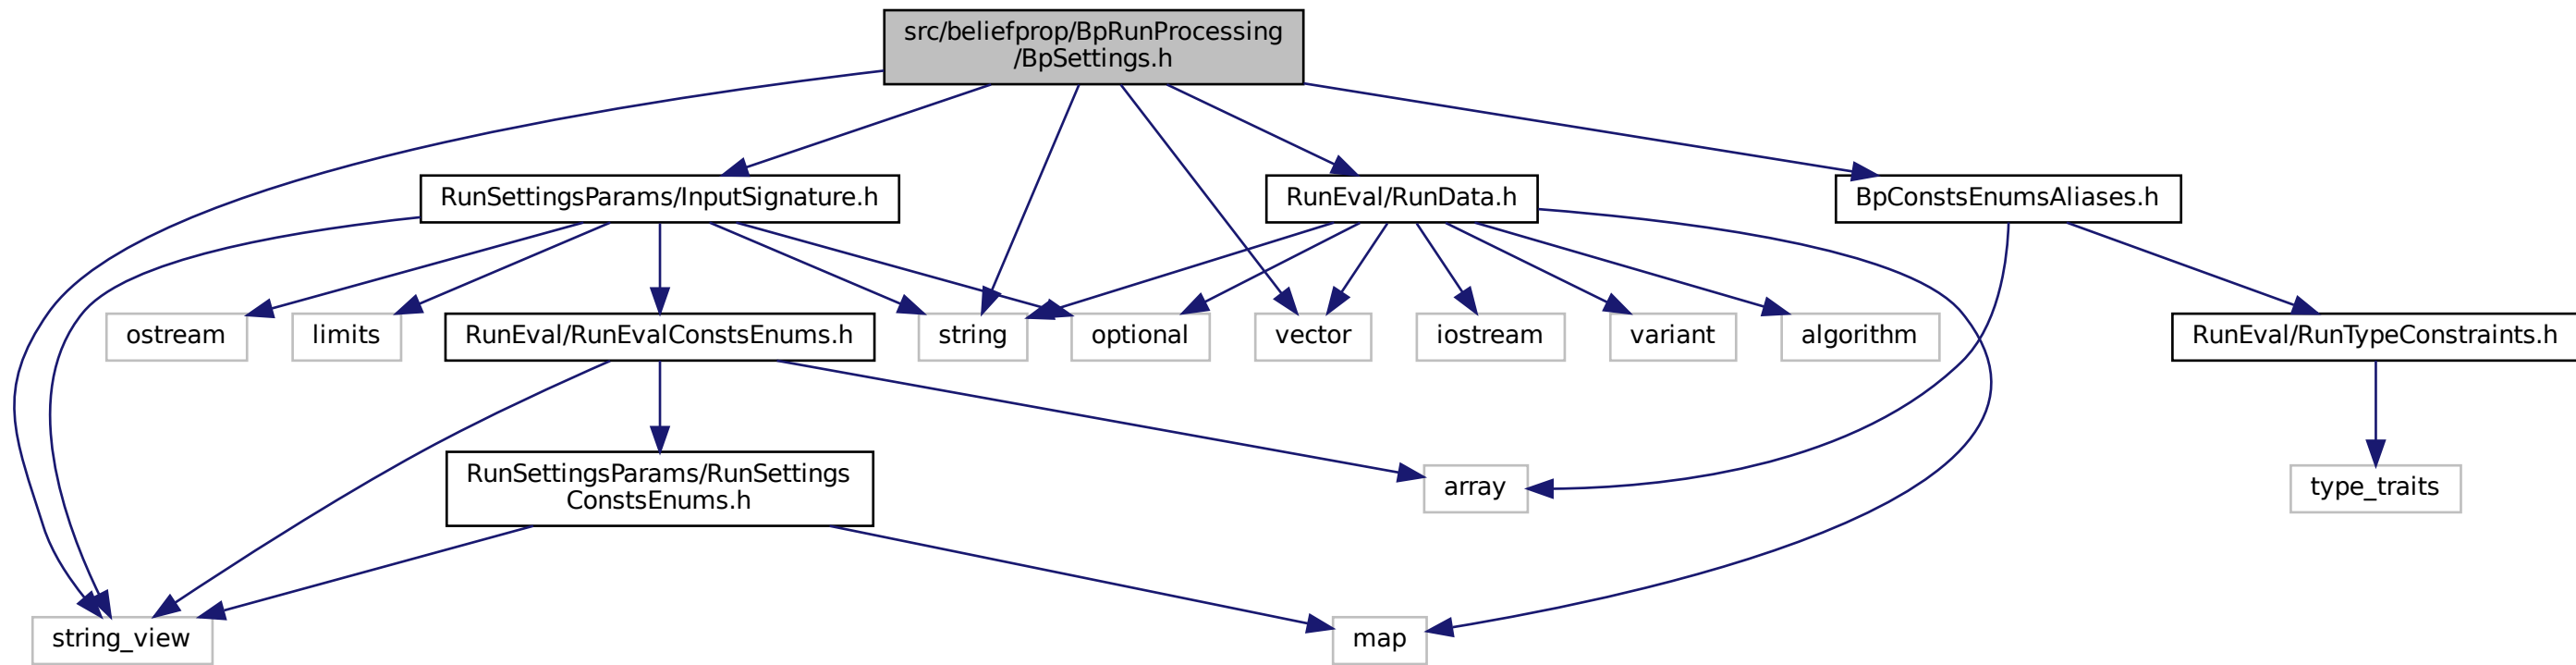 src/beliefprop/BpRunProcessing
/BpSettings.h
RunSettingsParams/InputSignature.h
RunEval/RunData.h
BpConstsEnumsAliases.h
ostream
limits
RunEval/RunEvalConstsEnums.h
string
optional
vector
iostream
variant
algorithm
RunEval/RunTypeConstraints.h
RunSettingsParams/RunSettings
ConstsEnums.h
array
type_traits
string_view
map